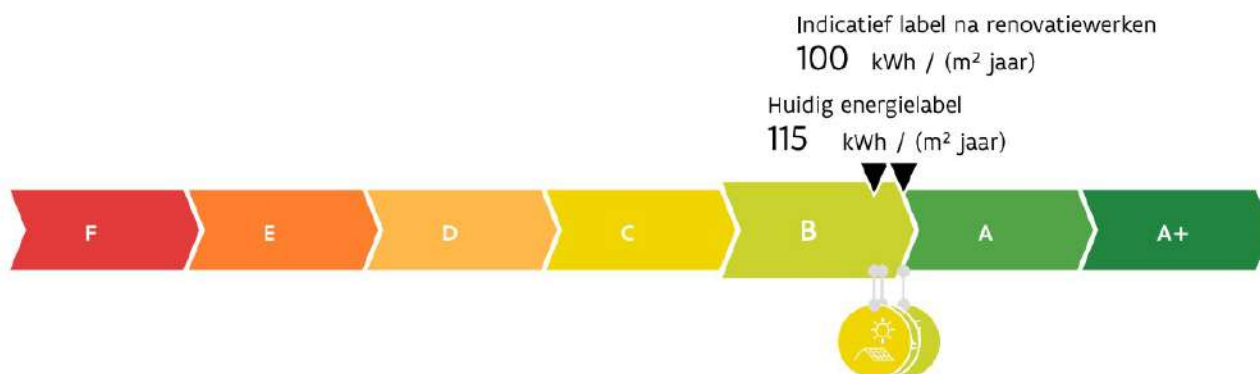 Indicatief label na renovatiewerken
100 kWh / (m² jaar)
Huidig energielabel
115 kWh / (m² jaar)
F E D C B A A+